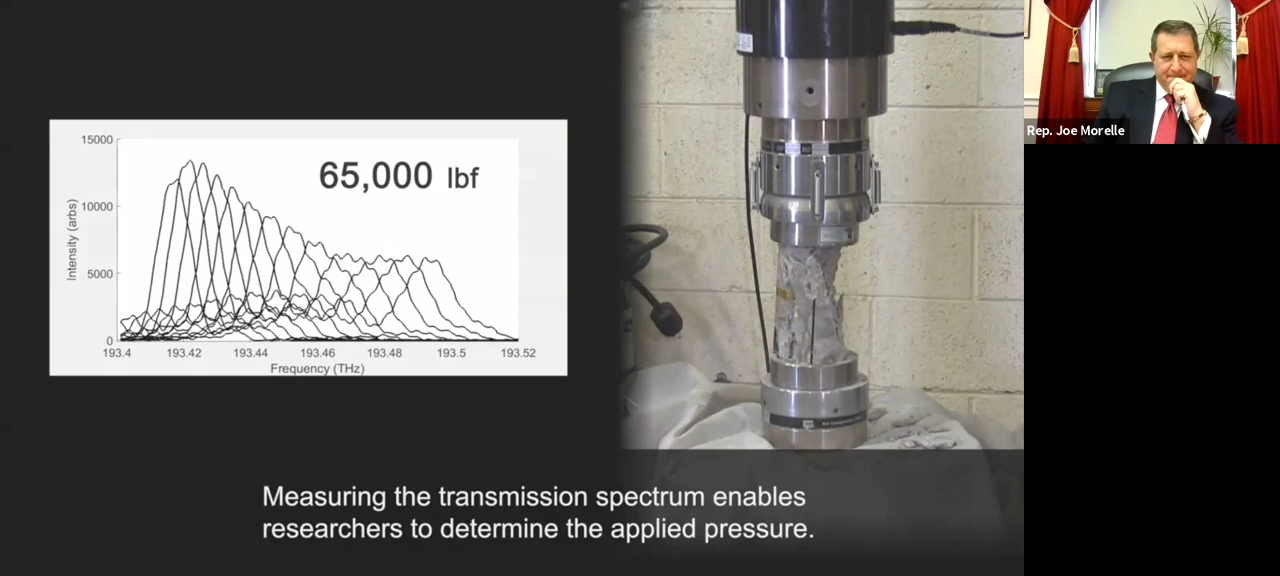 15000
65,000 lbf
10000
Intensity (arbs)
5000
0
193.4 193.42 193.44 193.46 193.48 193.5 193.52
Frequency (THz)
Measuring the transmission spectrum enables
researchers to determine the applied pressure.
Rep. Joe Morelle